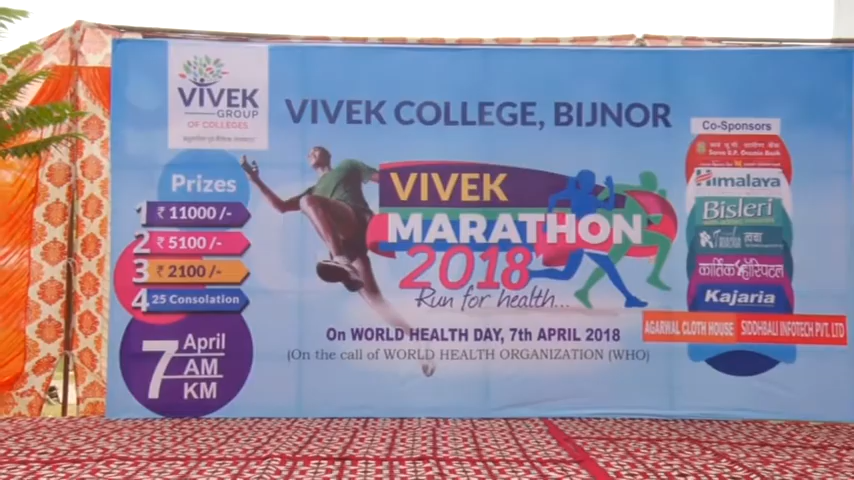 VIVEK
GROUP
OF COLLEGES
VIVEK COLLEGE, BIJNOR
Prizes
1 ₹ 11000 /-
2 ₹ 5100 /-
3 ₹ 2100 /-
4 25 Consolation
7 April
AM
KM
VIVEK
MARATHON
2018
Run for health...
On WORLD HEALTH DAY, 7th APRIL 2018
(On the call of WORLD HEALTH ORGANIZATION (WHO)
Co-Sponsors
Himalaya
Bisleri
त्वचा
कार्तिक हॉस्पिटल
Kajaria
AGARWAL CLOTH HOUSE SIDDHBALI INFOTECH PVT. LTD